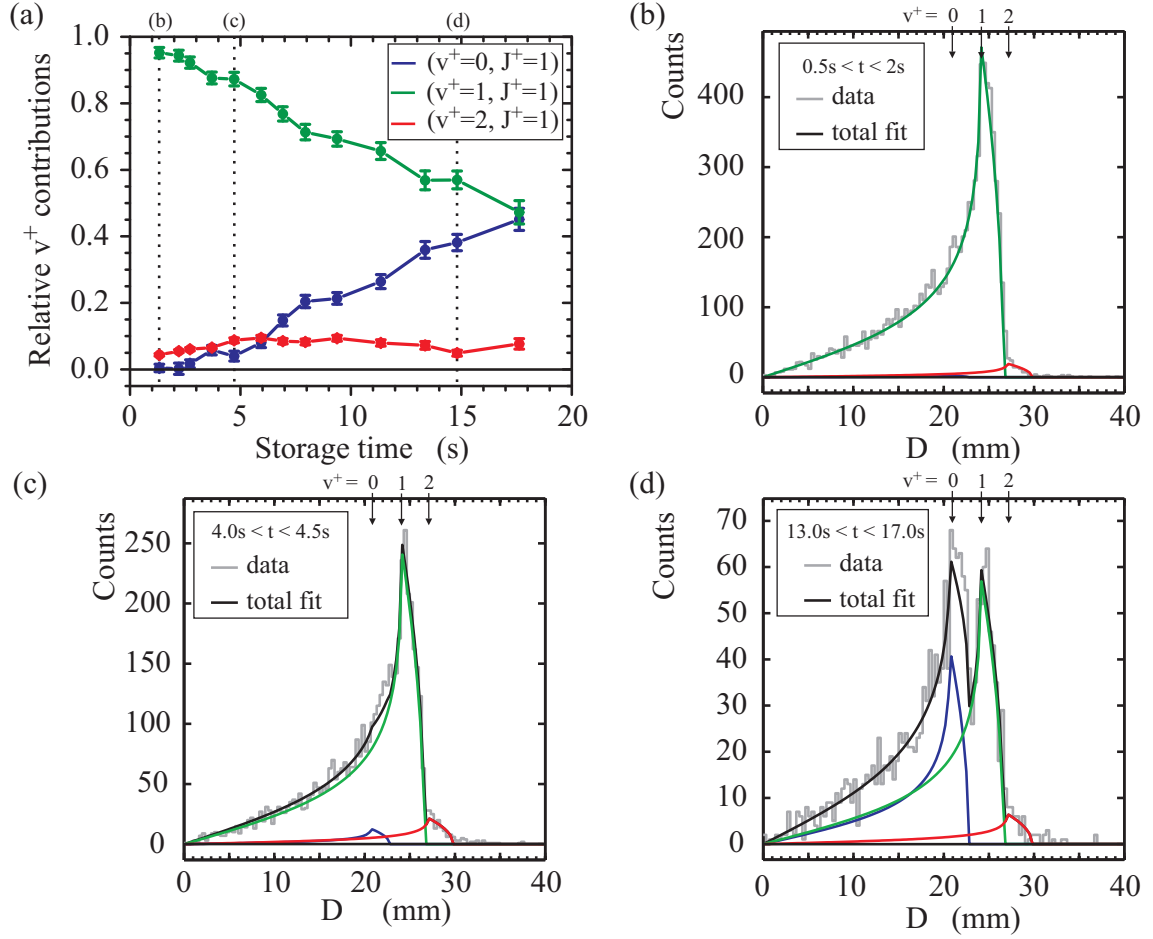 (a)
(b) (c) (d)
Relative v+ contributions
1.0
0.8
0.6
0.4
0.2
0.0
(v+=0, J+=1)
(v+=1, J+=1)
(v+=2, J+=1)
0 5 10 15 20
Storage time (s)
(b)
v+ = 0 1 2
Counts
400
300
200
100
0
0.5s < t < 2s
data
total fit
0 10 20 30 40
D (mm)
(c)
v+ = 0 1 2
Counts
250
200
150
100
50
0
4.0s < t < 4.5s
data
total fit
0 10 20 30 40
D (mm)
(d)
v+ = 0 1 2
Counts
70
60
50
40
30
20
10
0
13.0s < t < 17.0s
data
total fit
0 10 20 30 40
D (mm)